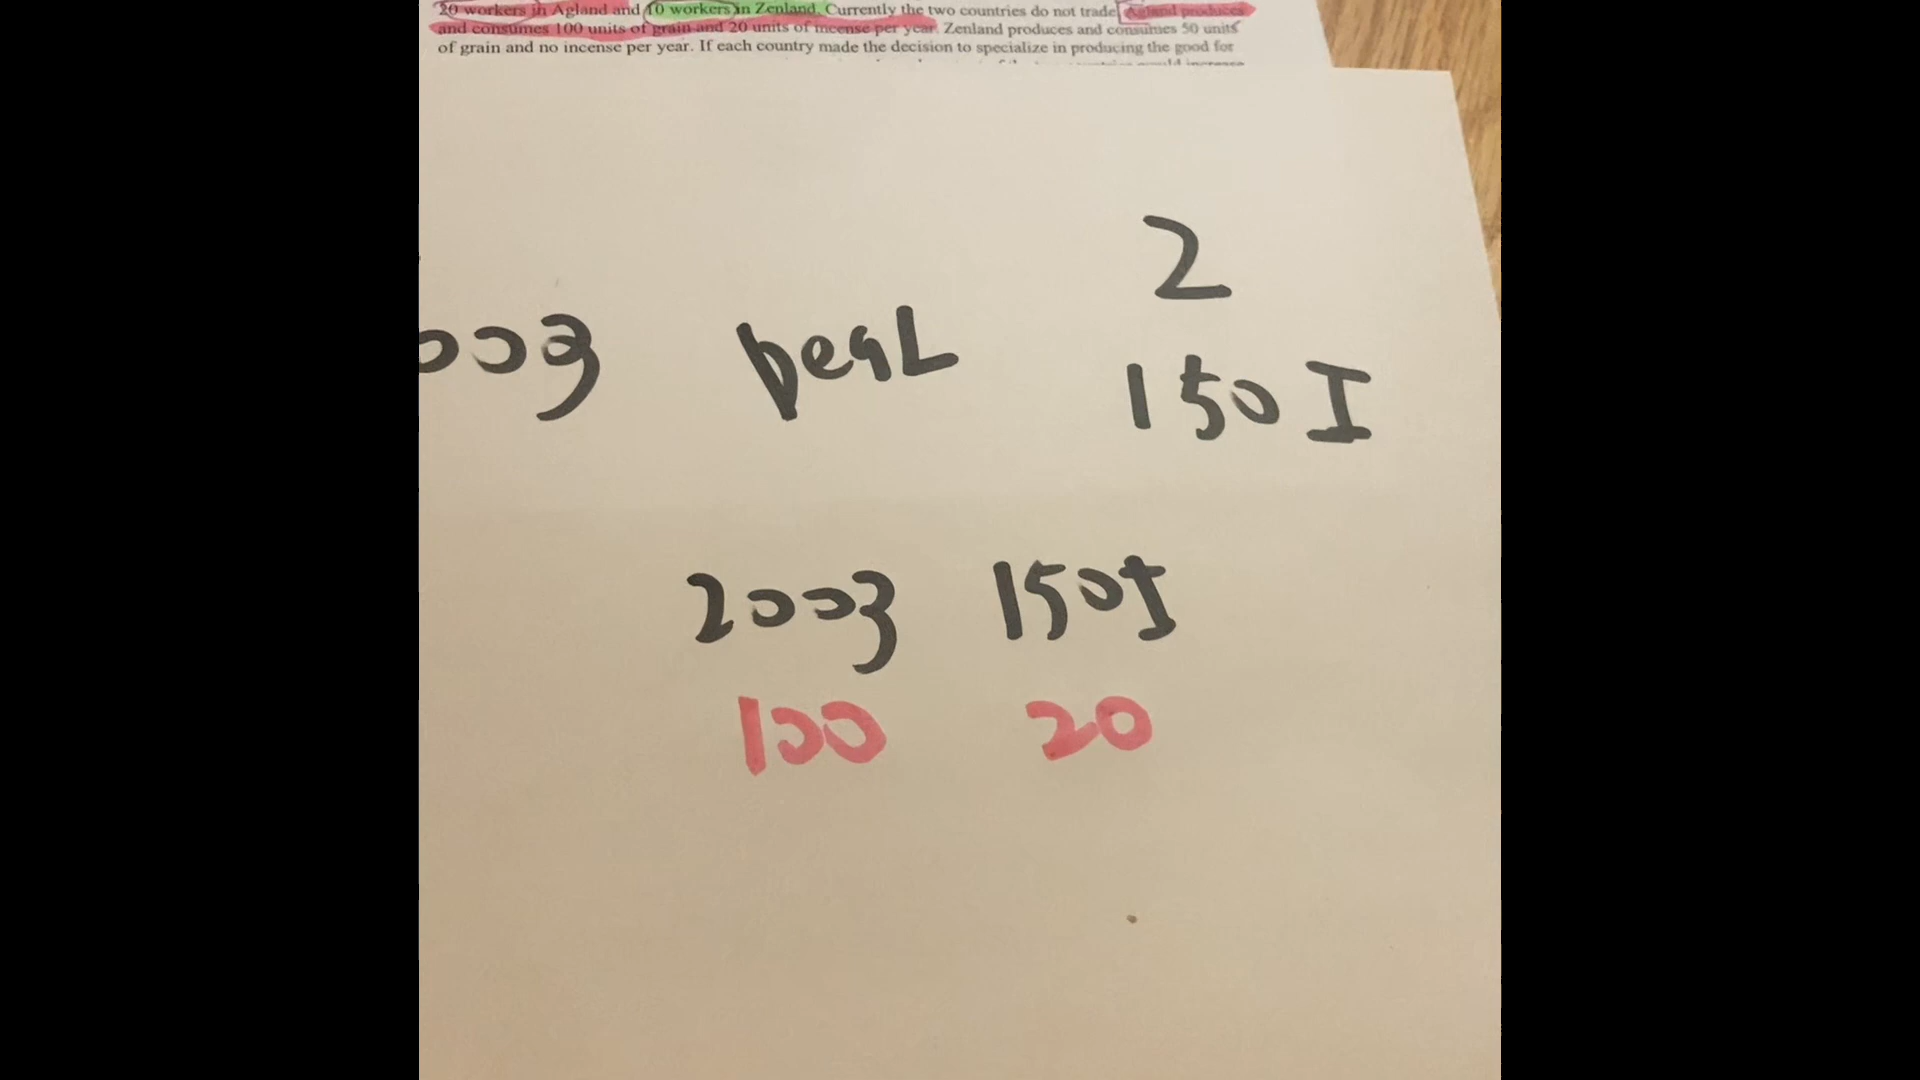 20 workers in Agland and 10 workers in Zenland. Currently the two countries do not trade. Agland produces
and consumes 100 units of grain and 20 units of incense per year. Zenland produces and consumes 50 units
of grain and no incense per year. If each country made the decision to specialize in producing the good for
2
00g peaL 150 I
200g 150I
100 20